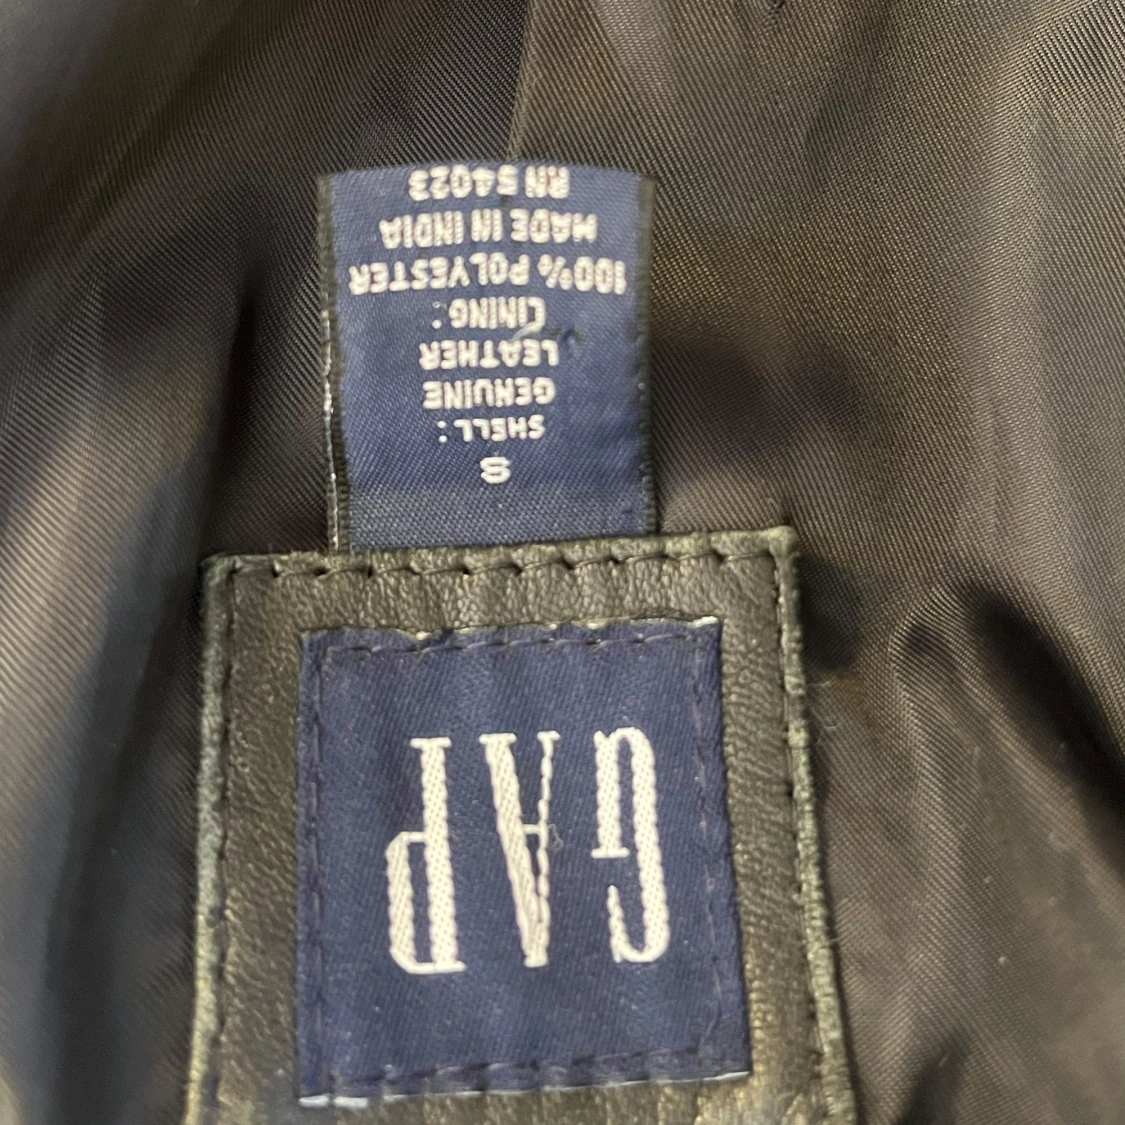 GAP
S
SHELL:
GENUINE
LEATHER
LINING:
100% POLYESTER
MADE IN INDIA
RN 54023